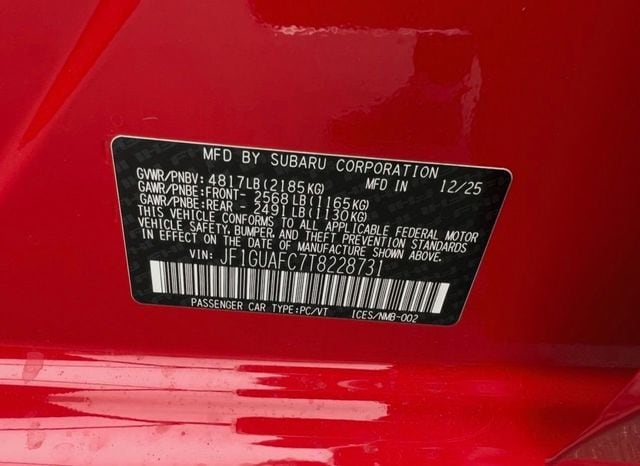 MFD BY SUBARU CORPORATION
GVWR/PNBV: 4817LB(2185KG) MFD IN 12/25
GAWR/PNBE:FRONT- 2568LB(1165KG)
GAWR/PNBE:REAR - 2491LB(1130KG)
THIS VEHICLE CONFORMS TO ALL APPLICABLE FEDERAL MOTOR
VEHICLE SAFETY, BUMPER, AND THEFT PREVENTION STANDARDS
IN EFFECT ON THE DATE OF MANUFACTURE SHOWN ABOVE.
VIN: JF1GUAFC7T8228731
PASSENGER CAR TYPE:PC/VT ICES/NMB-002